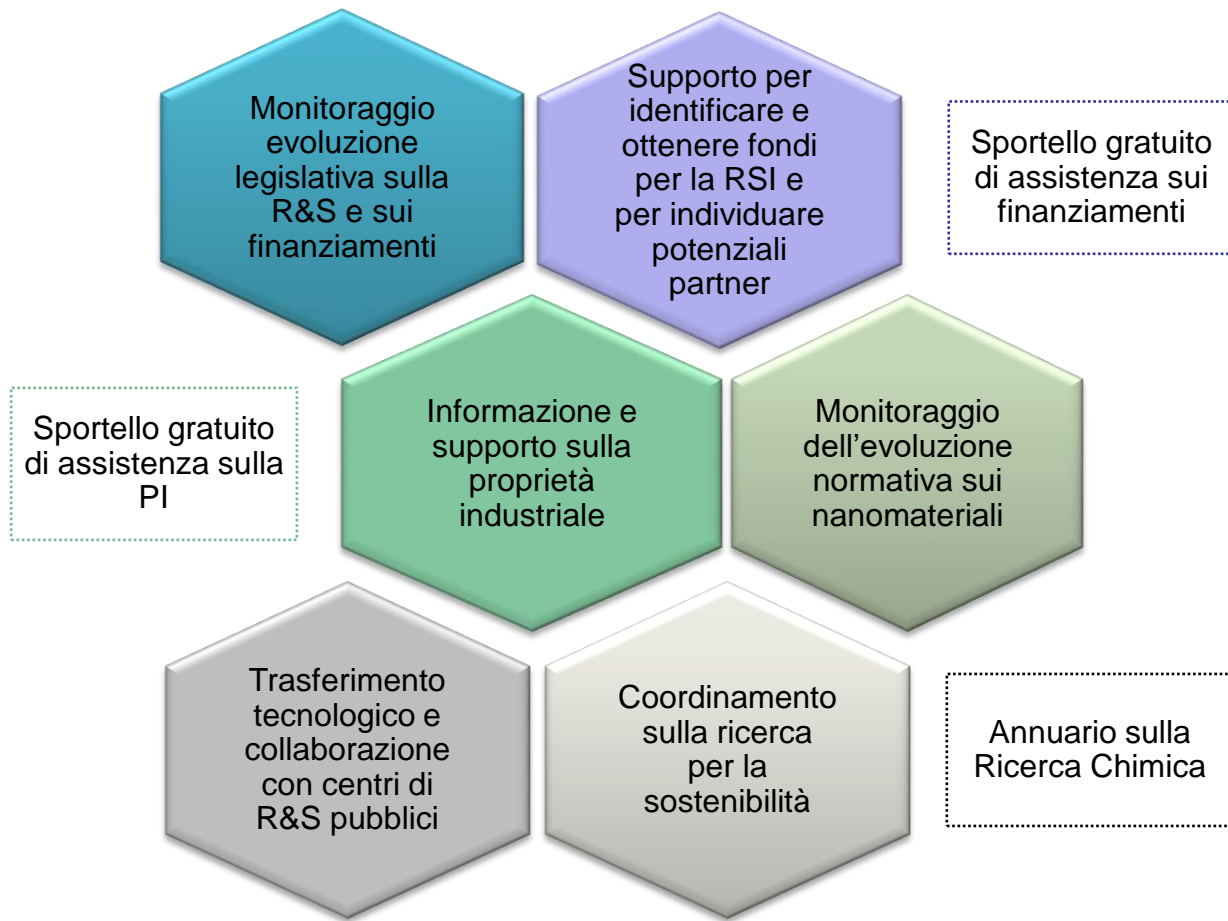 Monitoraggio
evoluzione
legislativa sulla
R&S e sui
finanziamenti
Supporto per
identificare e
ottenere fondi
per la RSI e
per individuare
potenziali
partner
Sportello gratuito
di assistenza sui
finanziamenti
Sportello gratuito
di assistenza sulla
PI
Informazione e
supporto sulla
proprietà
industriale
Monitoraggio
dell’evoluzione
normativa sui
nanomateriali
Trasferimento
tecnologico e
collaborazione
con centri di
R&S pubblici
Coordinamento
sulla ricerca
per la
sostenibilità
Annuario sulla
Ricerca Chimica